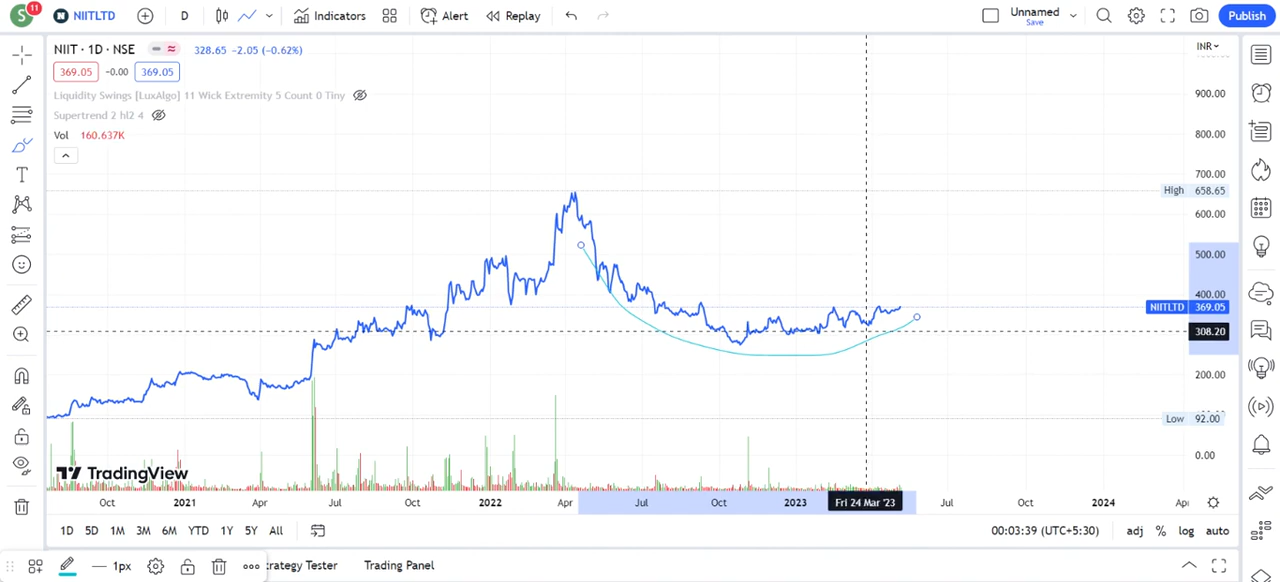 S 11 NIITLTD D Indicators Alert Replay Unnamed Save Publish
NIIT · 1D · NSE 328.65 -2.05 (-0.62%) INR
369.05 -0.00 369.05
Liquidity Swings [LuxAlgo] 11 Wick Extremity 5 Count 0 Tiny
Supertrend 2 hl2 4
Vol 160.637K
900.00
800.00
700.00
High 658.65
600.00
500.00
400.00
NIITLTD 369.05
308.20
200.00
Low 92.00
0.00
TradingView
Oct 2021 Apr Jul Oct 2022 Apr Jul Oct 2023 Fri 24 Mar '23 Jul Oct 2024
1D 5D 1M 3M 6M YTD 1Y 5Y All 00:03:39 (UTC+5:30) adj % log auto
1px Tester Trading Panel